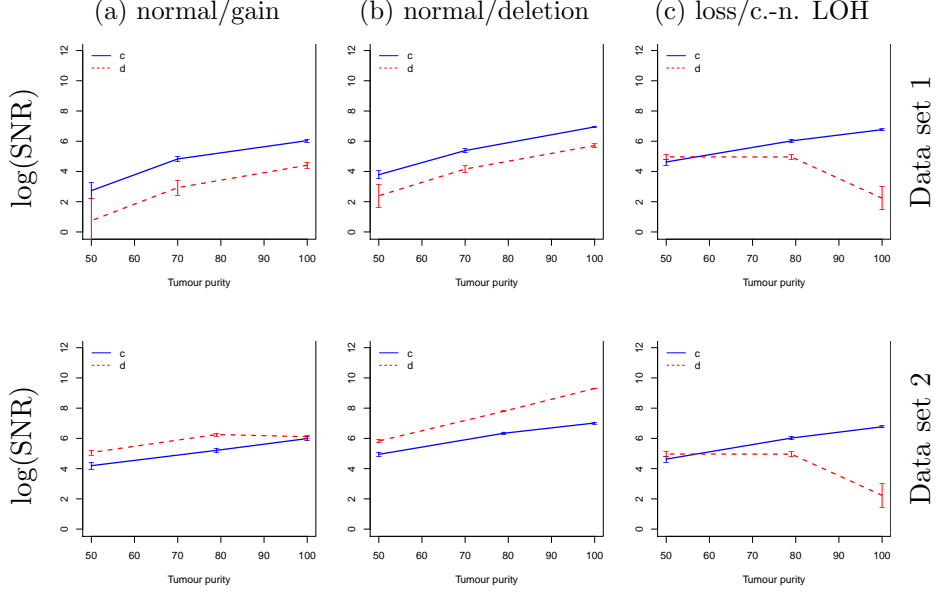 (a) normal/gain
(b) normal/deletion
(c) loss/c.-n. LOH
log(SNR)
12
10
8
6
4
2
0
c
d
50 60 70 80 90 100
Tumour purity
12
10
8
6
4
2
0
c
d
50 60 70 80 90 100
Tumour purity
12
10
8
6
4
2
0
c
d
50 60 70 80 90 100
Tumour purity
Data set 1
log(SNR)
12
10
8
6
4
2
0
c
d
50 60 70 80 90 100
Tumour purity
12
10
8
6
4
2
0
c
d
50 60 70 80 90 100
Tumour purity
12
10
8
6
4
2
0
c
d
50 60 70 80 90 100
Tumour purity
Data set 2